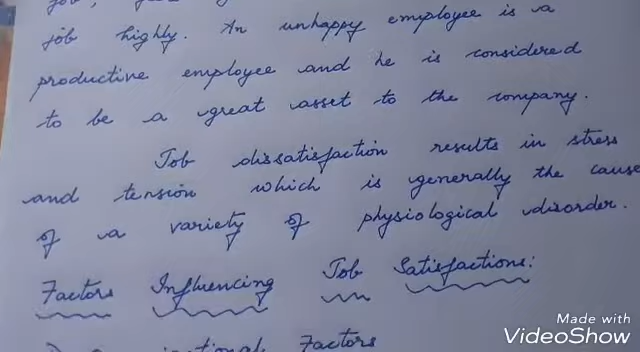 job,
job highly. An unhappy employee is a
productive employee and he is considered
to be a great asset to the company.
Job dissatisfaction results in stress
and tension which is generally the cause
of a variety of physiological disorder.
Factors Influencing Job Satisfactions:
Factors
Made with
VideoShow